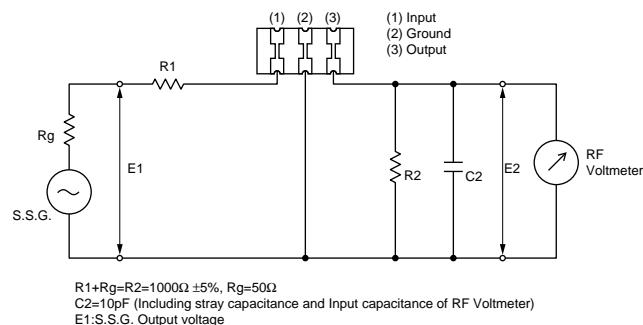 (1) (2) (3)
(1) Input
(2) Ground
(3) Output
R1
Rg
E1
S.S.G.
R2
C2
E2
RF
Voltmeter
R1+Rg=R2=1000Ω ±5%, Rg=50Ω
C2=10pF (Including stray capacitance and Input capacitance of RF Voltmeter)
E1:S.S.G. Output voltage